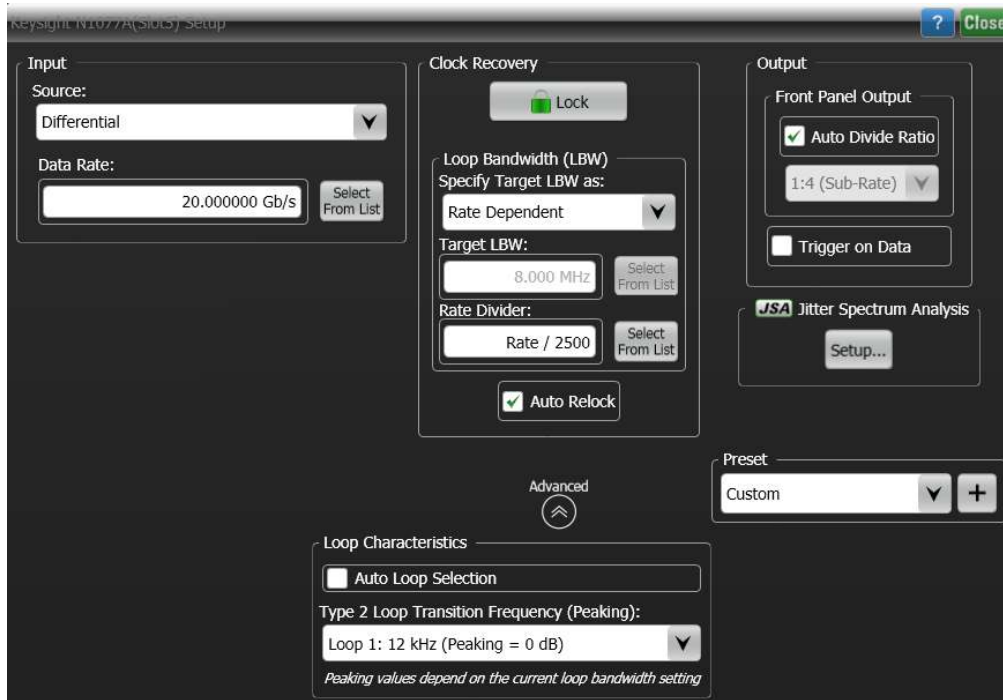 Keysight N1077A(Slot5) Setup
?
Close
Input
Source:
Differential
Data Rate:
20.000000 Gb/s
Select
From List
Clock Recovery
Lock
Loop Bandwidth (LBW)
Specify Target LBW as:
Rate Dependent
Target LBW:
8.000 MHz
Select
From List
Rate Divider:
Rate / 2500
Select
From List
Auto Relock
Output
Front Panel Output
Auto Divide Ratio
1:4 (Sub-Rate)
Trigger on Data
JSA Jitter Spectrum Analysis
Setup...
Preset
Custom
+
Advanced
Loop Characteristics
Auto Loop Selection
Type 2 Loop Transition Frequency (Peaking):
Loop 1: 12 kHz (Peaking = 0 dB)
Peaking values depend on the current loop bandwidth setting